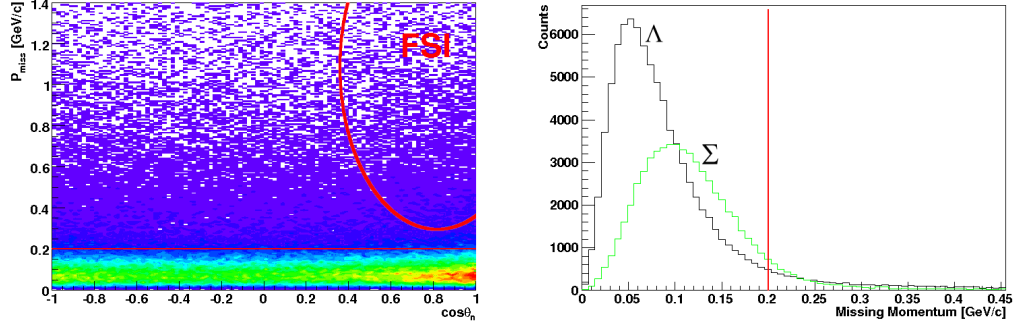 p_miss [GeV/c]
1.4
1.2
1
0.8
0.6
0.4
0.2
0
FSI
-1 -0.8 -0.6 -0.4 -0.2 0 0.2 0.4 0.6 0.8 1
cosθ_n
Counts
6000
5000
4000
3000
2000
1000
0
Λ
Σ
0 0.05 0.1 0.15 0.2 0.25 0.3 0.35 0.4 0.45
Missing Momentum [GeV/c]